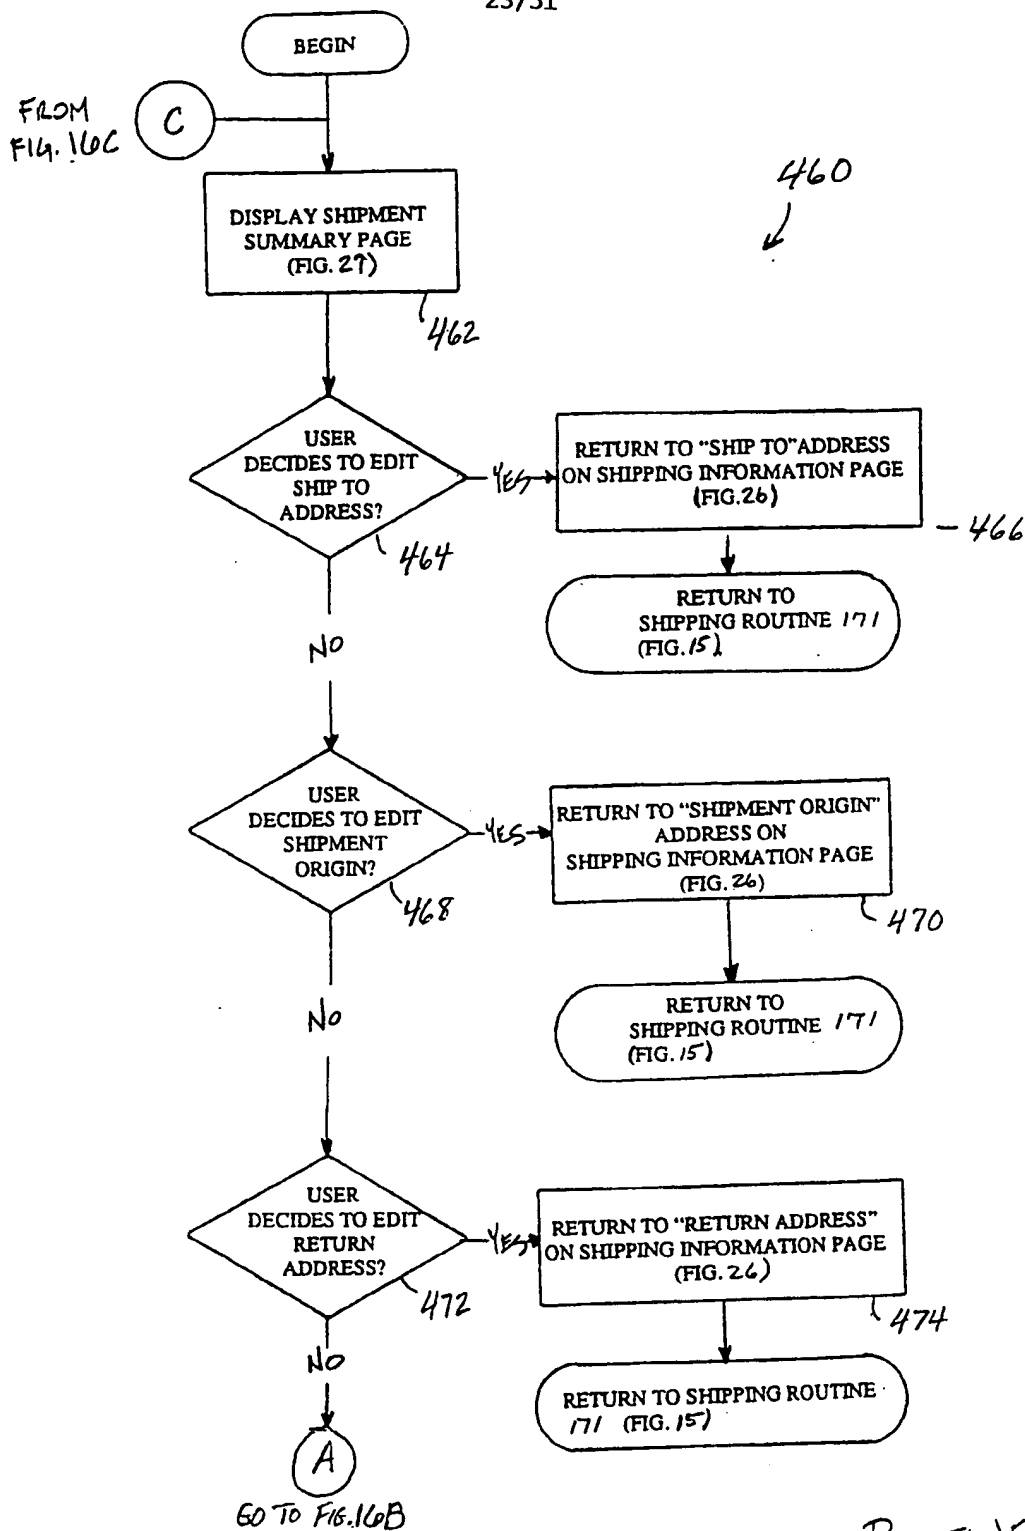 BEGIN
FROM
FIG. 16C
C
460
DISPLAY SHIPMENT
SUMMARY PAGE
(FIG. 27)
462
USER
DECIDES TO EDIT
SHIP TO
ADDRESS?
464
YES
RETURN TO "SHIP TO" ADDRESS
ON SHIPPING INFORMATION PAGE
(FIG.26)
466
RETURN TO
SHIPPING ROUTINE 171
(FIG.15)
NO
USER
DECIDES TO EDIT
SHIPMENT
ORIGIN?
468
YES
RETURN TO "SHIPMENT ORIGIN"
ADDRESS ON
SHIPPING INFORMATION PAGE
(FIG.26)
470
RETURN TO
SHIPPING ROUTINE 171
(FIG.15)
NO
USER
DECIDES TO EDIT
RETURN
ADDRESS?
472
YES
RETURN TO "RETURN ADDRESS"
ON SHIPPING INFORMATION PAGE
(FIG.26)
474
RETURN TO SHIPPING ROUTINE
171 (FIG.15)
NO
A
GO TO FIG.16B